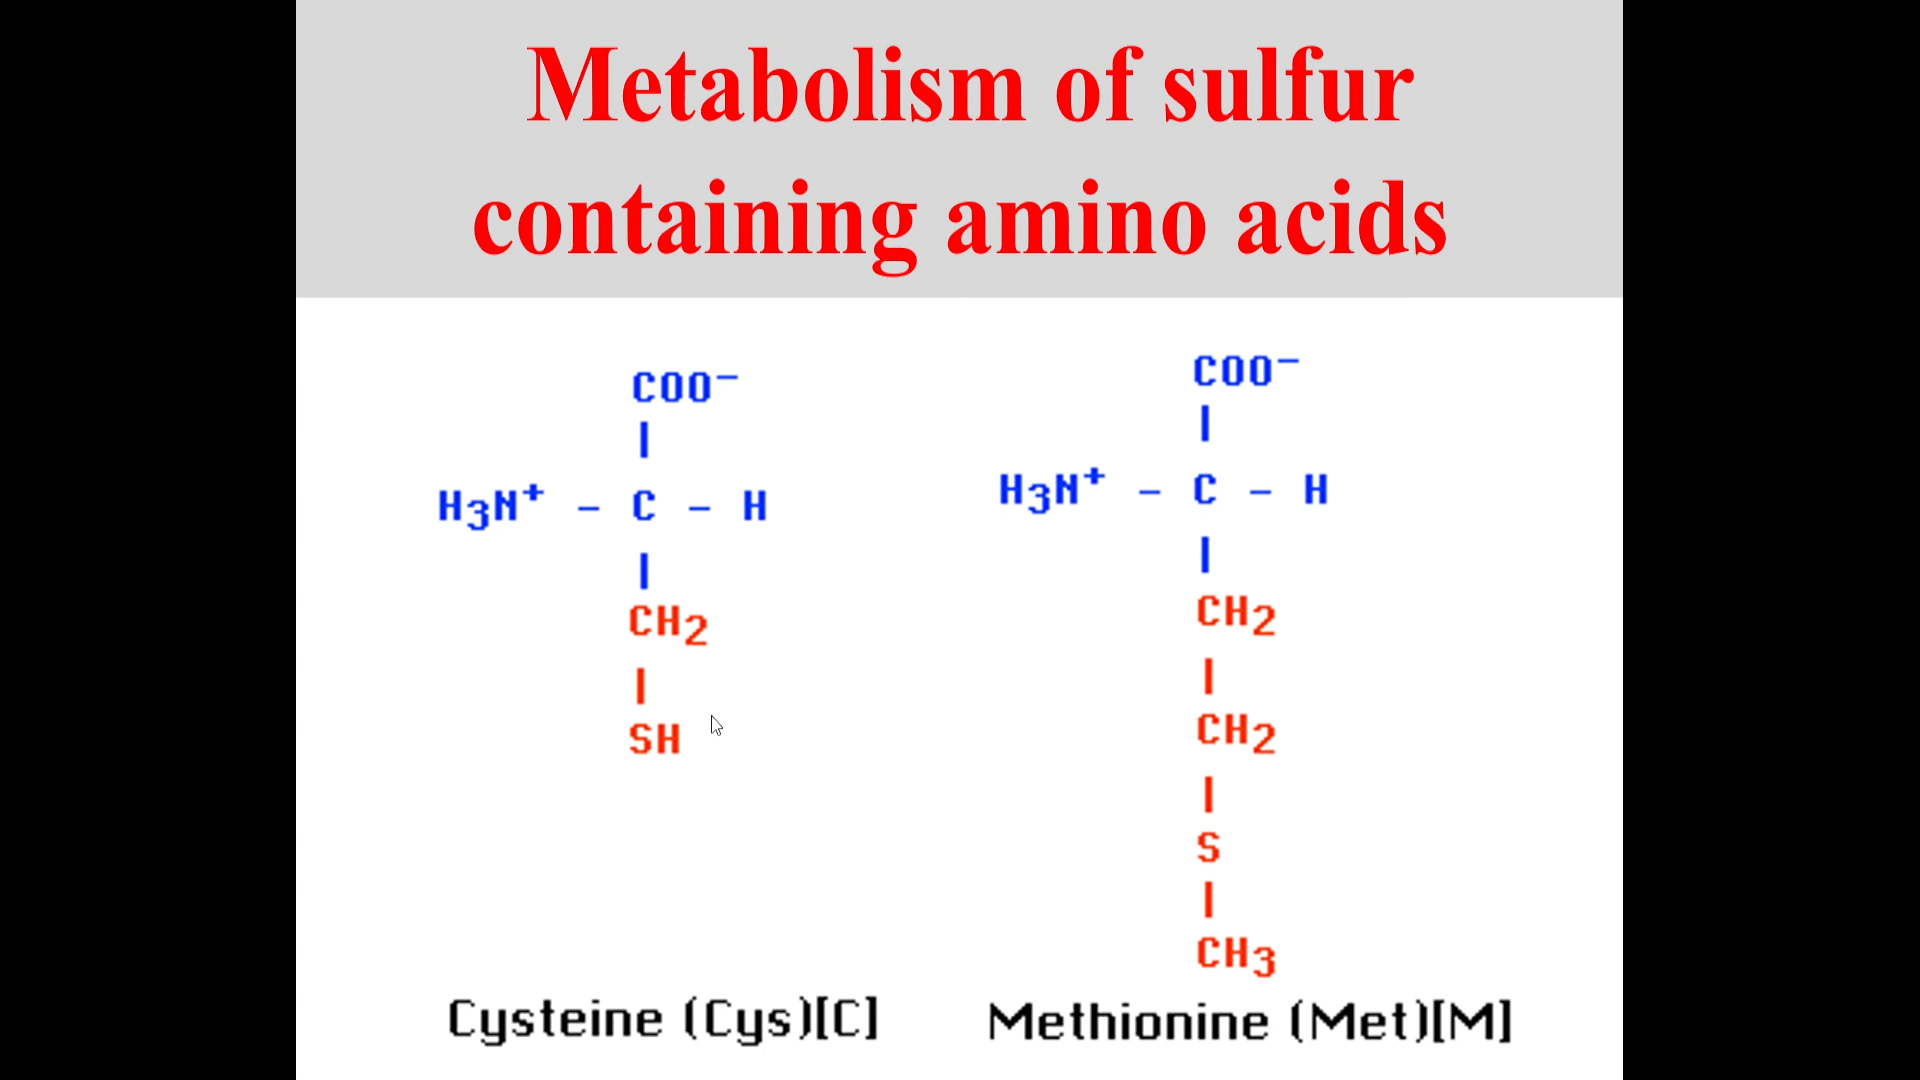 Metabolism of sulfur
containing amino acids
COO⁻
|
H₃N⁺ – C – H
|
CH₂
|
SH
Cysteine (Cys)[C]
COO⁻
|
H₃N⁺ – C – H
|
CH₂
|
CH₂
|
S
|
CH₃
Methionine (Met)[M]